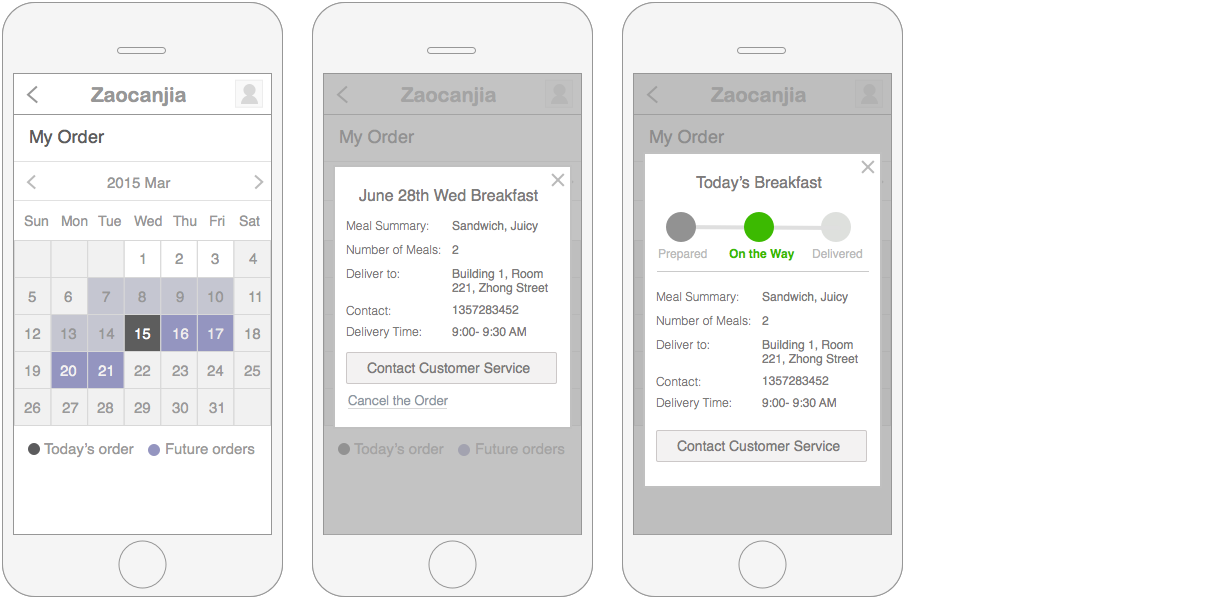 Zaocanjia
My Order
2015 Mar
Sun Mon Tue Wed Thu Fri Sat
1 2 3 4
5 6 7 8 9 10 11
12 13 14 15 16 17 18
19 20 21 22 23 24 25
26 27 28 29 30 31
Today's order Future orders
Zaocanjia
My Order
June 28th Wed Breakfast
Meal Summary: Sandwich, Juicy
Number of Meals: 2
Deliver to: Building 1, Room
221, Zhong Street
Contact: 1357283452
Delivery Time: 9:00- 9:30 AM
Contact Customer Service
Cancel the Order
Today's order Future orders
Zaocanjia
My Order
Today's Breakfast
Prepared On the Way Delivered
Meal Summary: Sandwich, Juicy
Number of Meals: 2
Deliver to: Building 1, Room
221, Zhong Street
Contact: 1357283452
Delivery Time: 9:00- 9:30 AM
Contact Customer Service